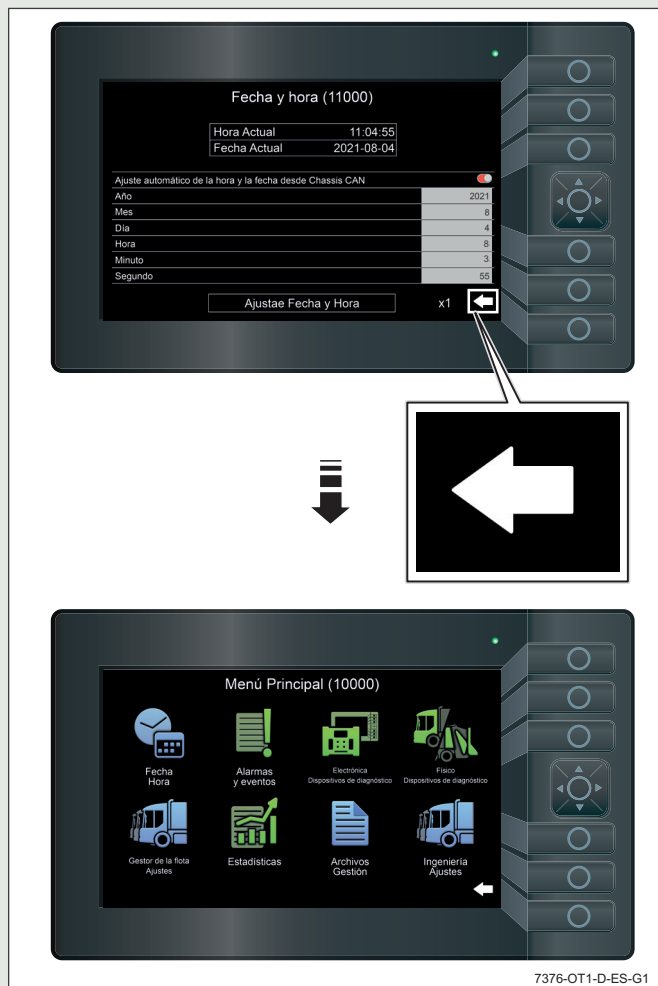 Fecha y hora (11000)
Hora Actual 11:04:55
Fecha Actual 2021-08-04
Ajuste automático de la hora y la fecha desde Chassis CAN
Año 2021
Mes 8
Día 4
Hora 8
Minuto 3
Segundo 55
Ajustae Fecha y Hora x1
Menú Principal (10000)
Fecha
Hora
Alarmas
y eventos
Electrónica
Dispositivos de diagnóstico
Físico
Dispositivos de diagnóstico
Gestor de la flota
Ajustes
Estadísticas
Archivos
Gestión
Ingeniería
Ajustes
7376-OT1-D-ES-G1